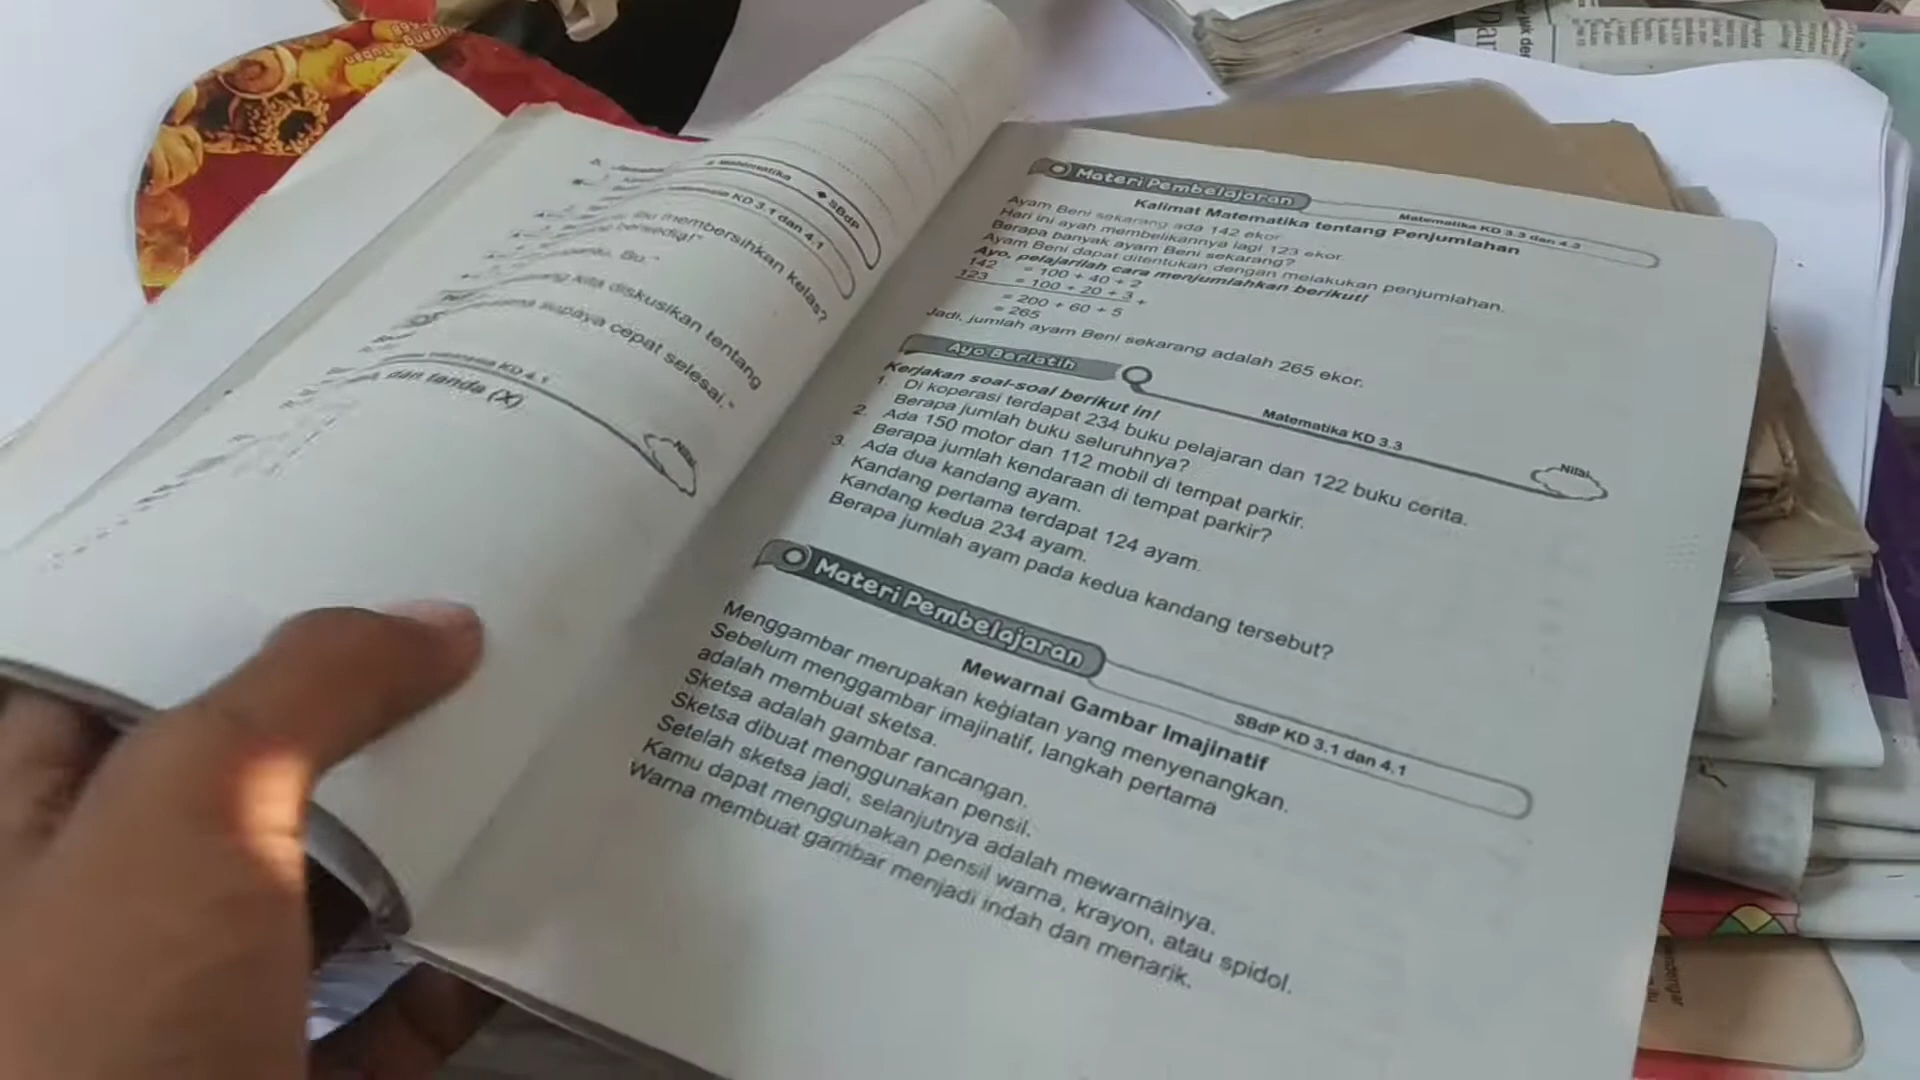 Matematika
SBdP
KD 3.1 dan 4.1
membersihkan kelas?
bersedia!"
Bu."
kita diskusikan tentang
supaya cepat selesai."
KD 4.1
dan tanda (X)
Nilai
Materi Pembelajaran
Matematika KD 3.3 dan 4.3
Kalimat Matematika tentang Penjumlahan
Ayam Beni sekarang ada 142 ekor
Hari ini ayah membelikannya lagi 123 ekor.
Berapa banyak ayam Beni sekarang?
Ayam Beni dapat ditentukan dengan melakukan penjumlahan.
Ayo, pelajarilah cara menjumlahkan berikut!
142 = 100 + 40 + 2
123 = 100 + 20 + 3 +
= 200 + 60 + 5
= 265
Jadi, jumlah ayam Beni sekarang adalah 265 ekor.
Ayo Berlatih
Matematika KD 3.3
Nilai
Kerjakan soal-soal berikut ini!
1. Di koperasi terdapat 234 buku pelajaran dan 122 buku cerita.
Berapa jumlah buku seluruhnya?
2. Ada 150 motor dan 112 mobil di tempat parkir.
Berapa jumlah kendaraan di tempat parkir?
3. Ada dua kandang ayam.
Kandang pertama terdapat 124 ayam.
Kandang kedua 234 ayam.
Berapa jumlah ayam pada kedua kandang tersebut?
Materi Pembelajaran
SBdP KD 3.1 dan 4.1
Mewarnai Gambar Imajinatif
Menggambar merupakan kegiatan yang menyenangkan.
Sebelum menggambar imajinatif, langkah pertama
adalah membuat sketsa.
Sketsa adalah gambar rancangan.
Sketsa dibuat menggunakan pensil.
Setelah sketsa jadi, selanjutnya adalah mewarnainya.
Kamu dapat menggunakan pensil warna, krayon, atau spidol.
Warna membuat gambar menjadi indah dan menarik.